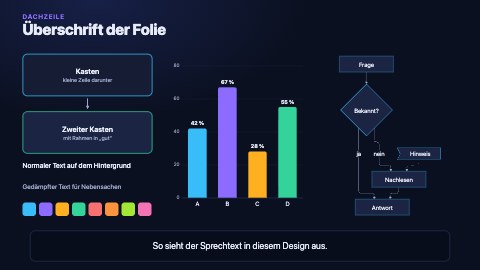 DACHZEILE
Überschrift der Folie
Kasten
kleine Zeile darunter
Zweiter Kasten
mit Rahmen in „gut"
Normaler Text auf dem Hintergrund
Gedämpfter Text für Nebensachen
80
60
40
20
0
42 %
67 %
28 %
55 %
A
B
C
D
Frage
Bekannt?
ja
nein
Hinweis
Nachlesen
Antwort
So sieht der Sprechtext in diesem Design aus.